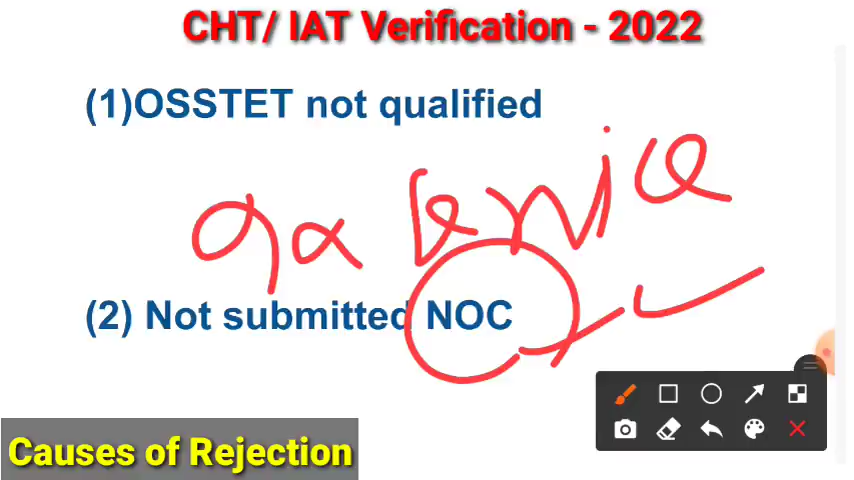 CHT/ IAT Verification - 2022
(1)OSSTET not qualified
(2) Not submitted NOC
Causes of Rejection